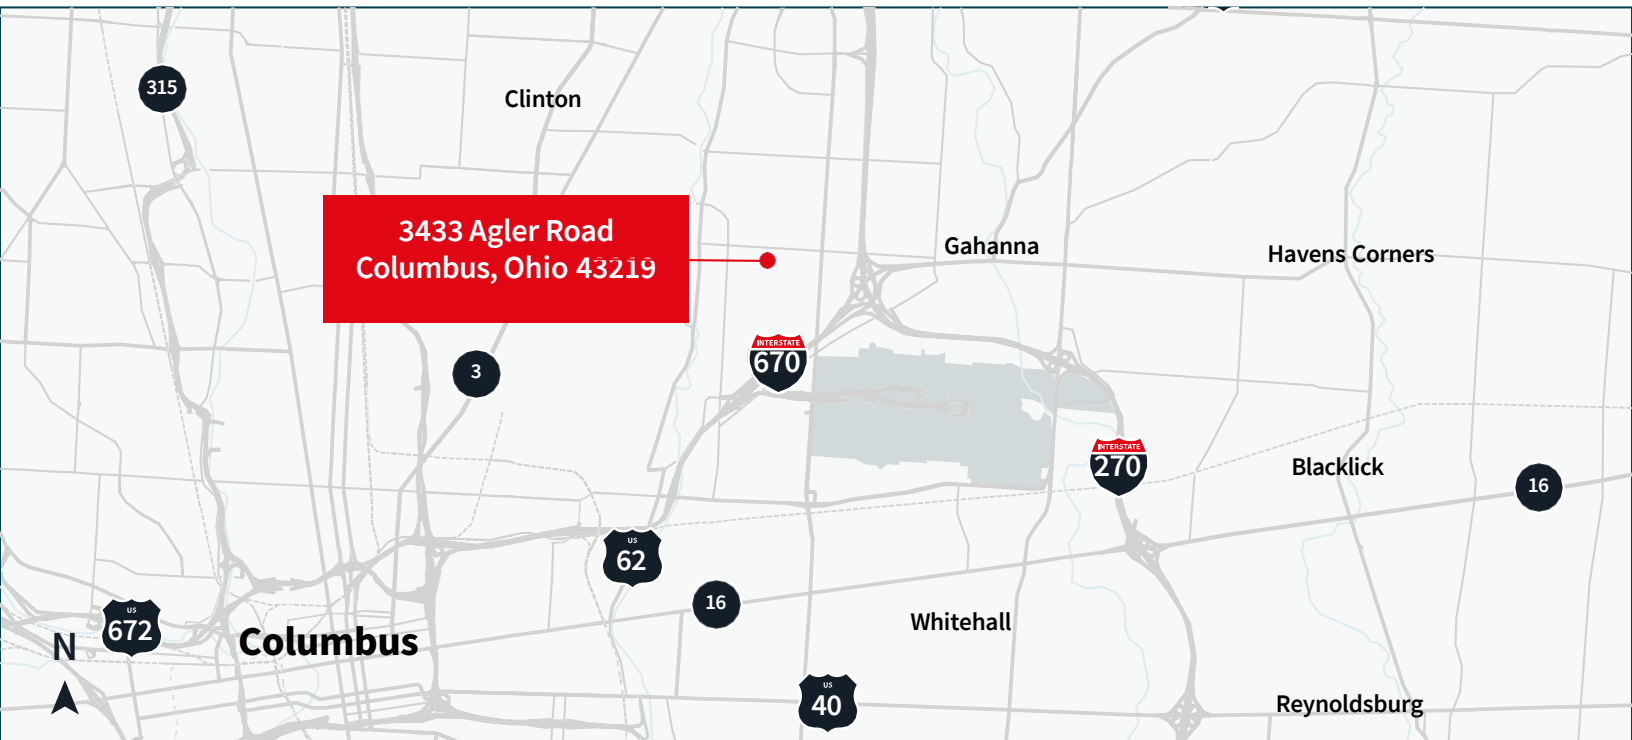 315
Clinton
3433 Agler Road
Columbus, Ohio 43219
Gahanna
Havens Corners
INTERSTATE
670
3
INTERSTATE
270
Blacklick
16
US
62
16
US
672
N
Columbus
Whitehall
US
40
Reynoldsburg